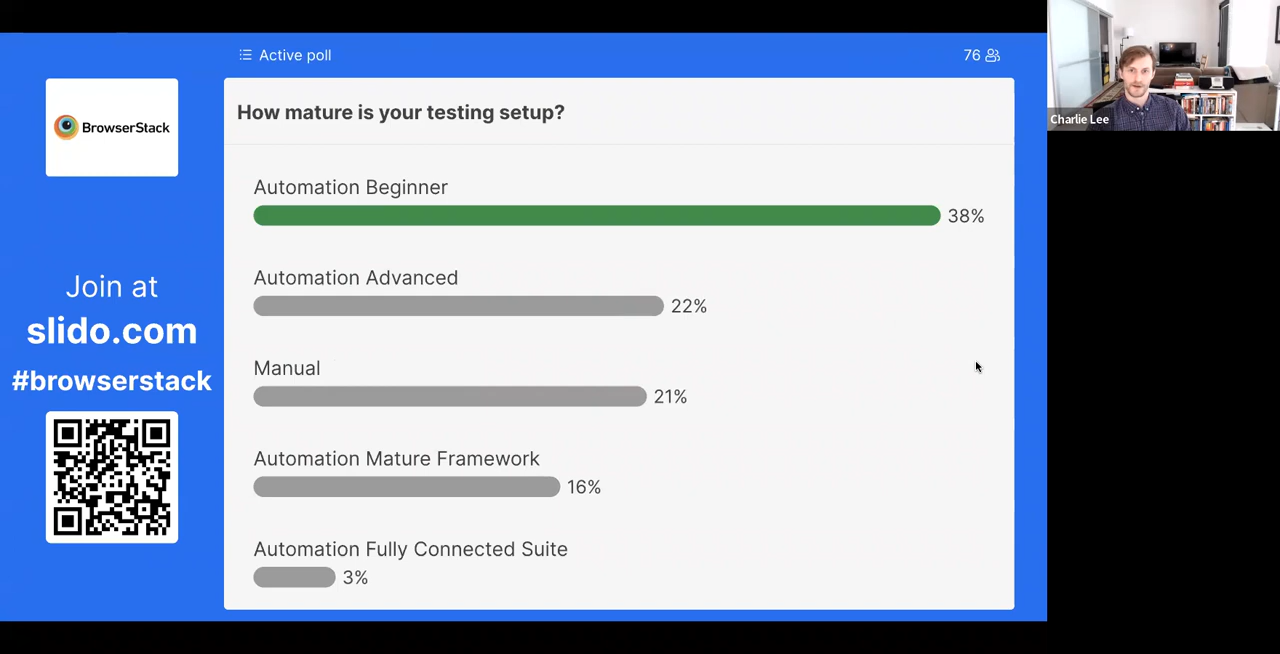 Active poll
76
BrowserStack
How mature is your testing setup?
Automation Beginner
38%
Automation Advanced
22%
Manual
21%
Automation Mature Framework
16%
Automation Fully Connected Suite
3%
Join at
slido.com
#browserstack
Charlie Lee